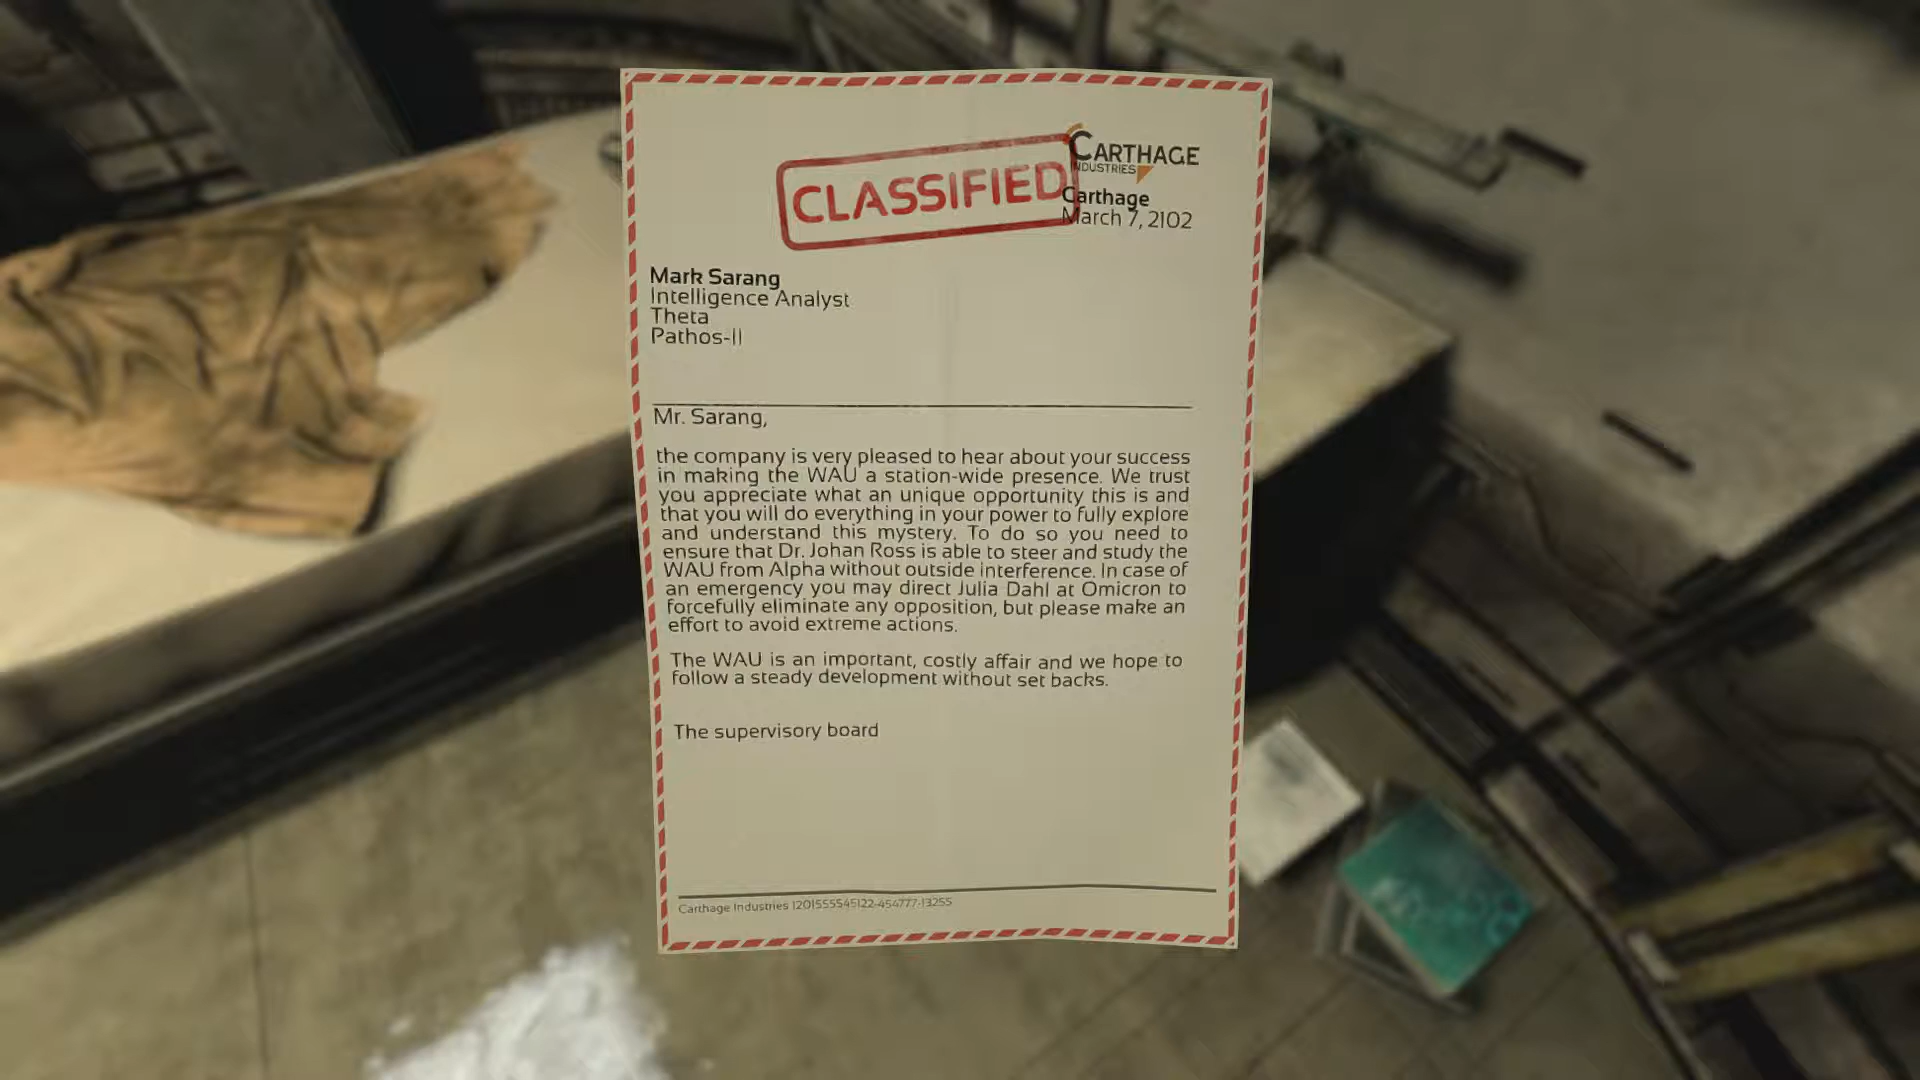 CARTHAGE
INDUSTRIES
CLASSIFIED
Carthage
March 7, 2102
Mark Sarang
Intelligence Analyst
Theta
Pathos-II
Mr. Sarang,
the company is very pleased to hear about your success
in making the WAU a station-wide presence. We trust
you appreciate what an unique opportunity this is and
that you will do everything in your power to fully explore
and understand this mystery. To do so you need to
ensure that Dr. Johan Ross is able to steer and study the
WAU from Alpha without outside interference. In case of
an emergency you may direct Julia Dahl at Omicron to
forcefully eliminate any opposition, but please make an
effort to avoid extreme actions.
The WAU is an important, costly affair and we hope to
follow a steady development without set backs.
The supervisory board
Carthage Industries 1201555545122-454777-13255